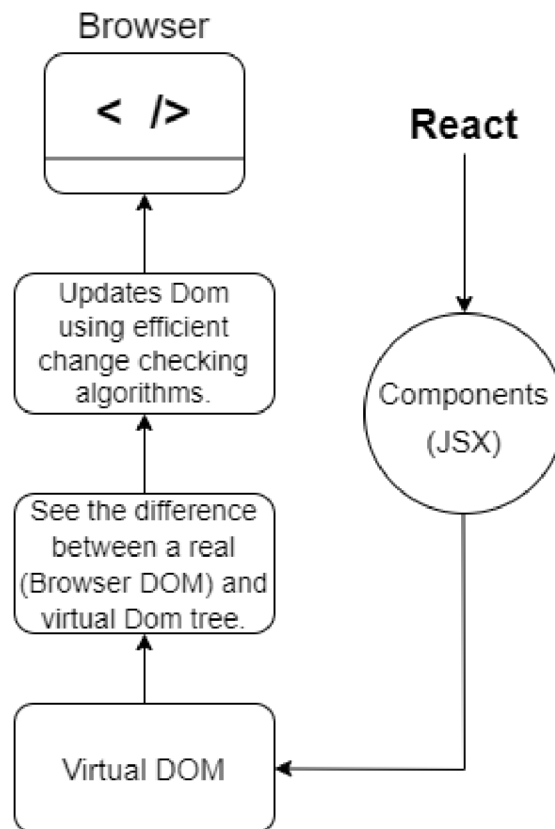 Browser
< />
React
Updates Dom
using efficient
change checking
algorithms.
Components
(JSX)
See the difference
between a real
(Browser DOM) and
virtual Dom tree.
Virtual DOM